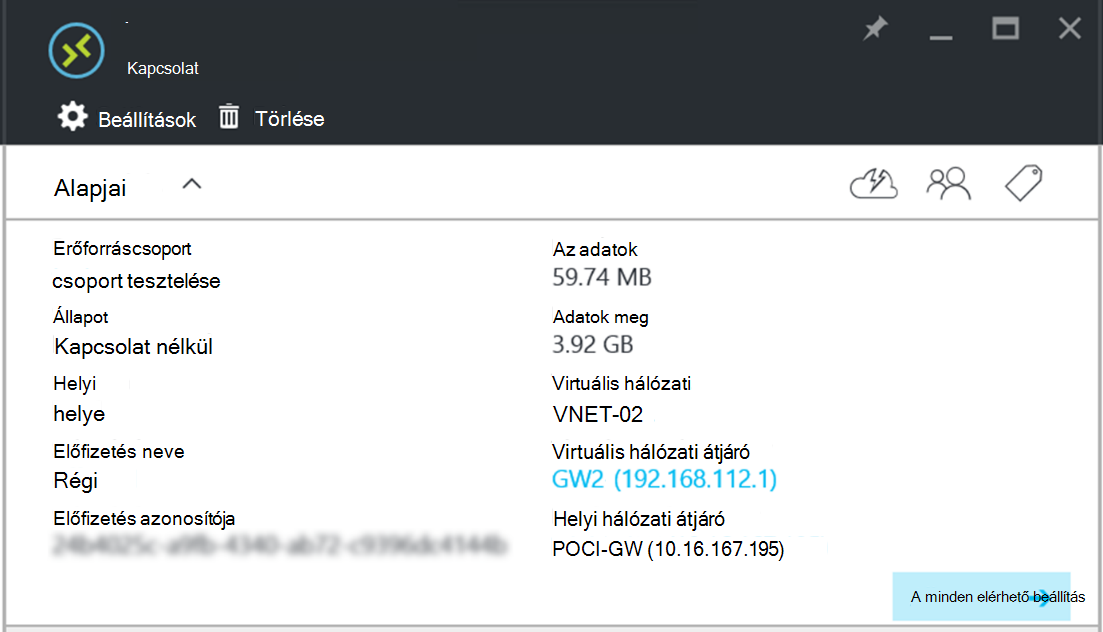 Kapcsolat
Beállítások Törlése
Alapjai
Erőforráscsoport
csoport tesztelése
Állapot
Kapcsolat nélkül
Helyi
helye
Előfizetés neve
Régi
Előfizetés azonosítója
Az adatok
59.74 MB
Adatok meg
3.92 GB
Virtuális hálózati
VNET-02
Virtuális hálózati átjáró
GW2 (192.168.112.1)
Helyi hálózati átjáró
POCI-GW (10.16.167.195)
A minden elérhető beállítás